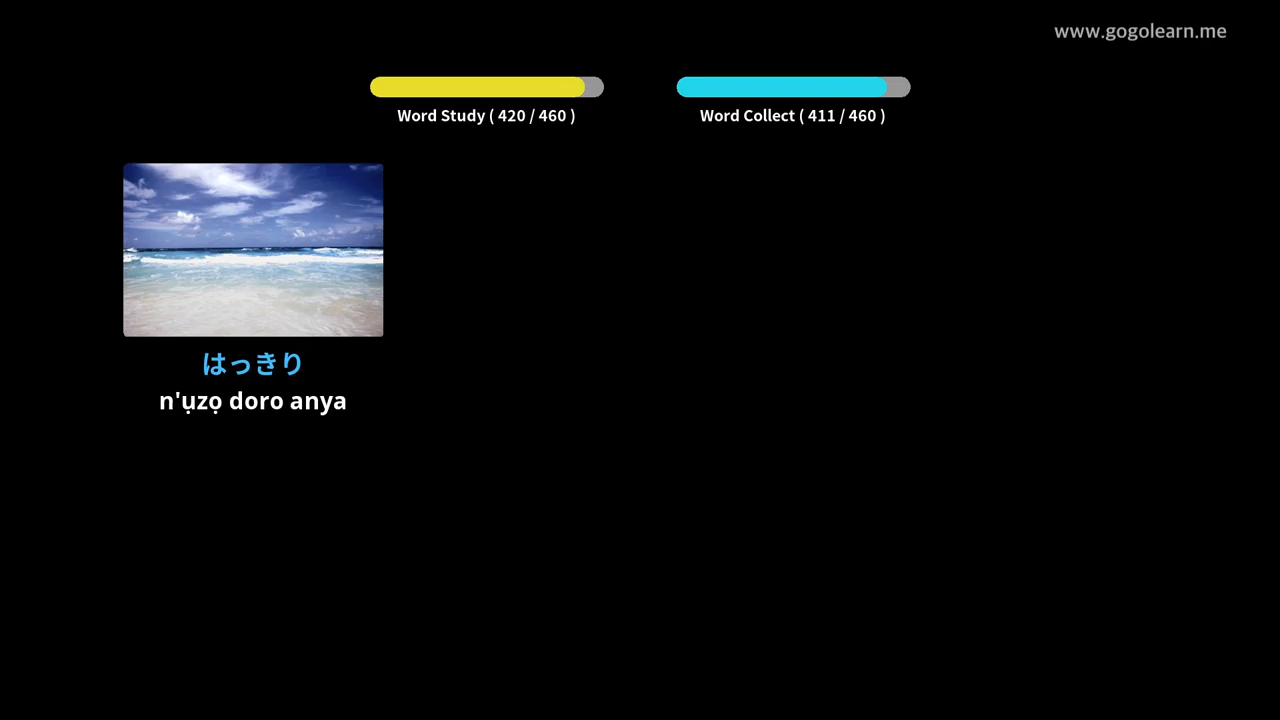 www.gogolearn.me
Word Study ( 420 / 460 )
Word Collect ( 411 / 460 )
はっきり
n'ụzọ doro anya